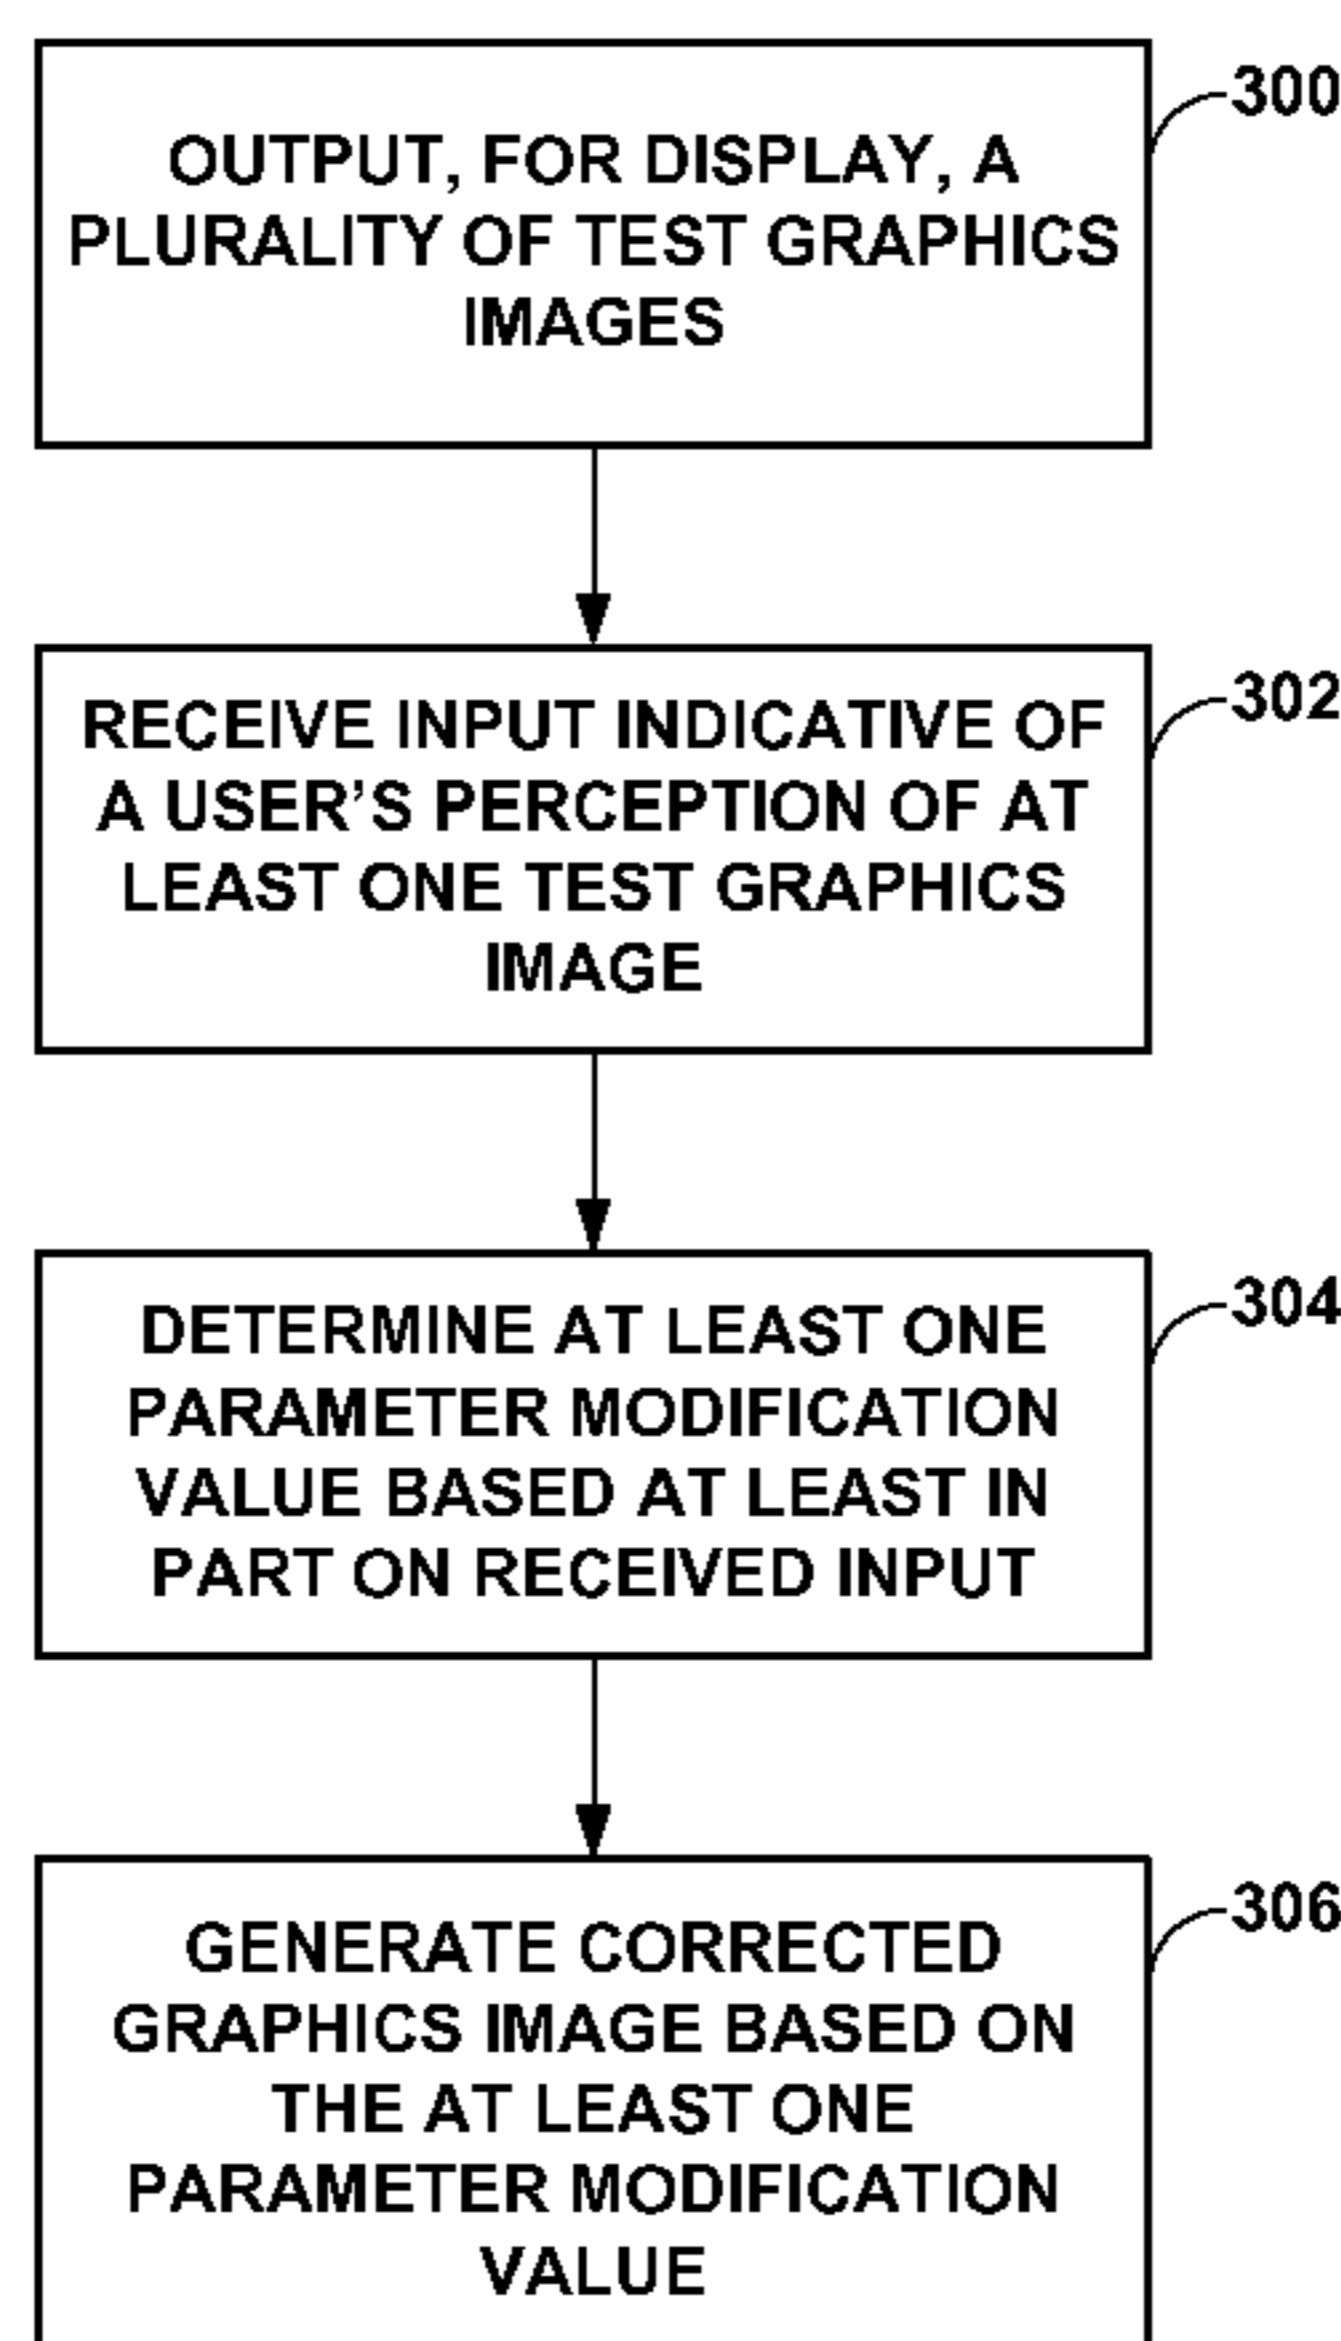 300
OUTPUT, FOR DISPLAY, A
PLURALITY OF TEST GRAPHICS
IMAGES
302
RECEIVE INPUT INDICATIVE OF
A USER’S PERCEPTION OF AT
LEAST ONE TEST GRAPHICS
IMAGE
304
DETERMINE AT LEAST ONE
PARAMETER MODIFICATION
VALUE BASED AT LEAST IN
PART ON RECEIVED INPUT
306
GENERATE CORRECTED
GRAPHICS IMAGE BASED ON
THE AT LEAST ONE
PARAMETER MODIFICATION
VALUE